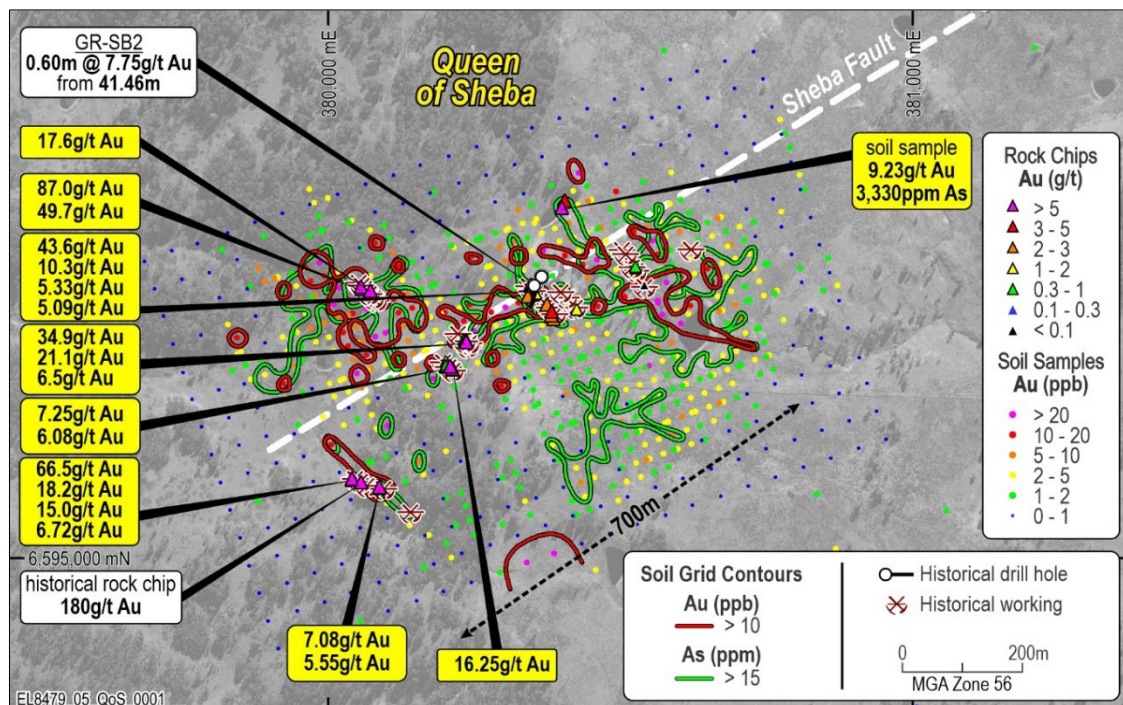 GR-SB2
0.60m @ 7.75g/t Au
from 41.46m
Queen
of Sheba
380,000 mE
381,000 mE
Sheba Fault
17.6g/t Au
87.0g/t Au
49.7g/t Au
43.6g/t Au
10.3g/t Au
5.33g/t Au
5.09g/t Au
34.9g/t Au
21.1g/t Au
6.5g/t Au
7.25g/t Au
6.08g/t Au
66.5g/t Au
18.2g/t Au
15.0g/t Au
6.72g/t Au
6,595,000 mN
historical rock chip
180g/t Au
7.08g/t Au
5.55g/t Au
16.25g/t Au
700m
soil sample
9.23g/t Au
3,330ppm As
Rock Chips
Au (g/t)
> 5
3 - 5
2 - 3
1 - 2
0.3 - 1
0.1 - 0.3
< 0.1
Soil Samples
Au (ppb)
> 20
10 - 20
5 - 10
2 - 5
1 - 2
0 - 1
Soil Grid Contours
Au (ppb)
> 10
As (ppm)
> 15
Historical drill hole
Historical working
0 200m
MGA Zone 56
EL8479_05_QoS_0001